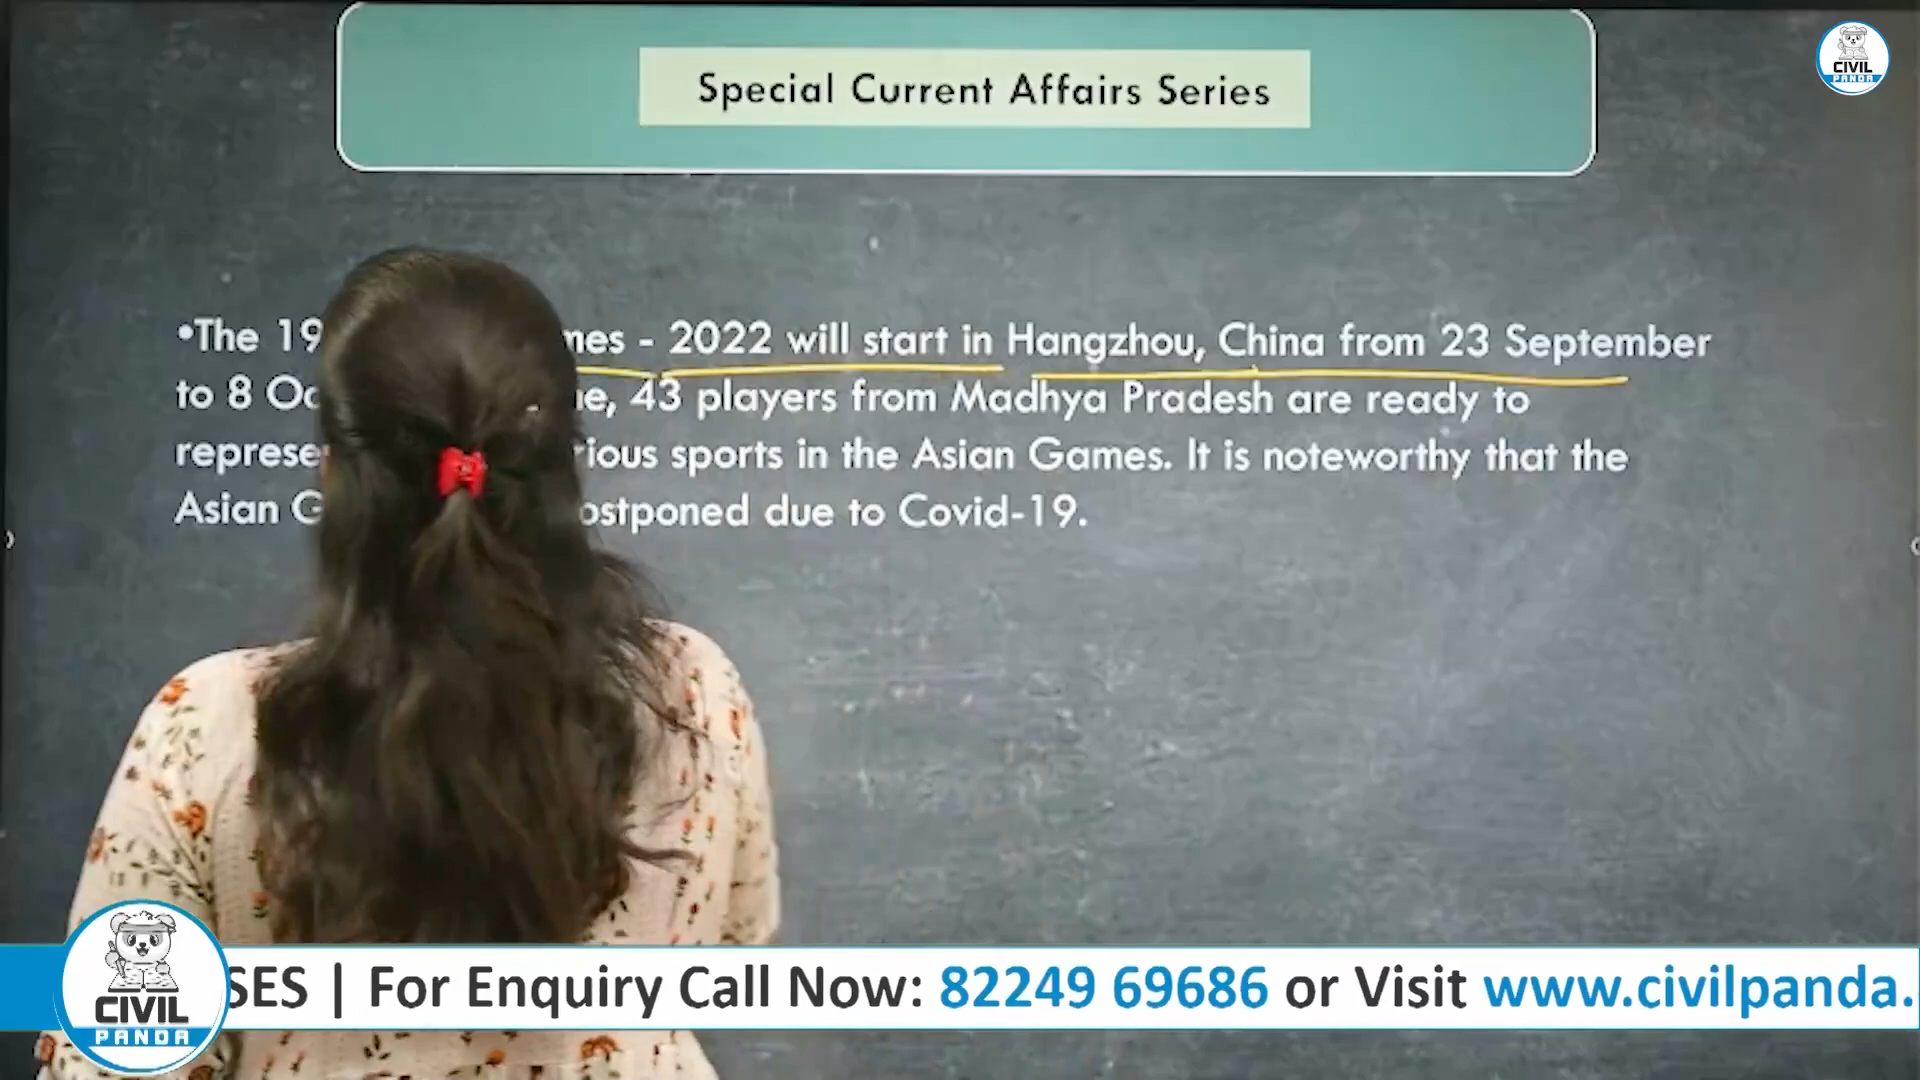 Special Current Affairs Series
CIVIL
PANDA
•The 19 mes - 2022 will start in Hangzhou, China from 23 September
to 8 Oc 43 players from Madhya Pradesh are ready to
represe rious sports in the Asian Games. It is noteworthy that the
Asian G ostponed due to Covid-19.
SES | For Enquiry Call Now: 82249 69686 or Visit www.civilpanda.
CIVIL
PANDA